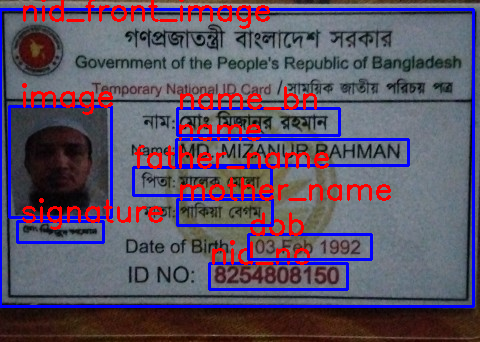 nid_front_image
গণপ্রজাতন্ত্রী বাংলাদেশ সরকার
Government of the People's Republic of Bangladesh
Temporary National ID Card / সাময়িক জাতীয় পরিচয় পত্র
image
name_bn
নাম: মোঃ মিজানুর রহমান
name
Name: MD. MIZANUR RAHMAN
father_name
পিতা: মালেক মোল্লা
mother_name
পাকিয়া বেগম
signature
dob
Date of Birth: 03 Feb 1992
nid_no
ID NO: 8254808150